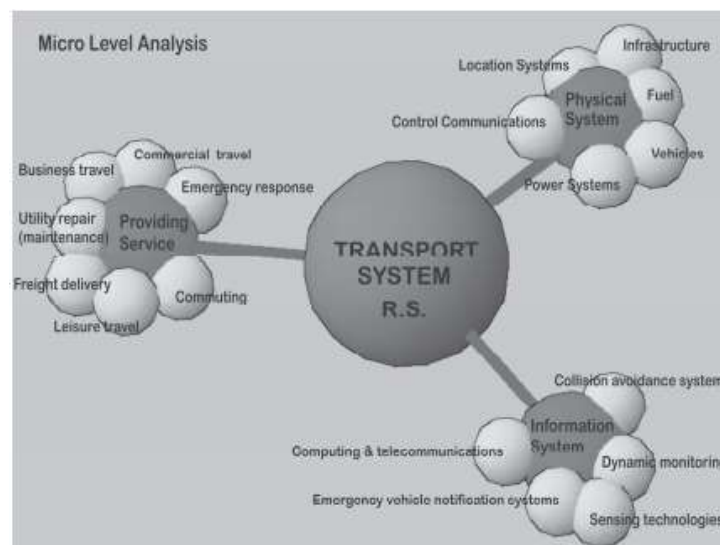 Micro Level Analysis
Infrastructure
Location Systems
Physical
System
Fuel
Control Communications
Vehicles
Power Systems
Commercial travel
Business travel
Emergency response
Utility repair
(maintenance)
Providing
Service
Freight delivery
Commuting
Leisure travel
TRANSPORT
SYSTEM
R.S.
Collision avoidance system
Information
System
Computing & telecommunications
Dynamic monitoring
Emergency vehicle notification systems
Sensing technologies